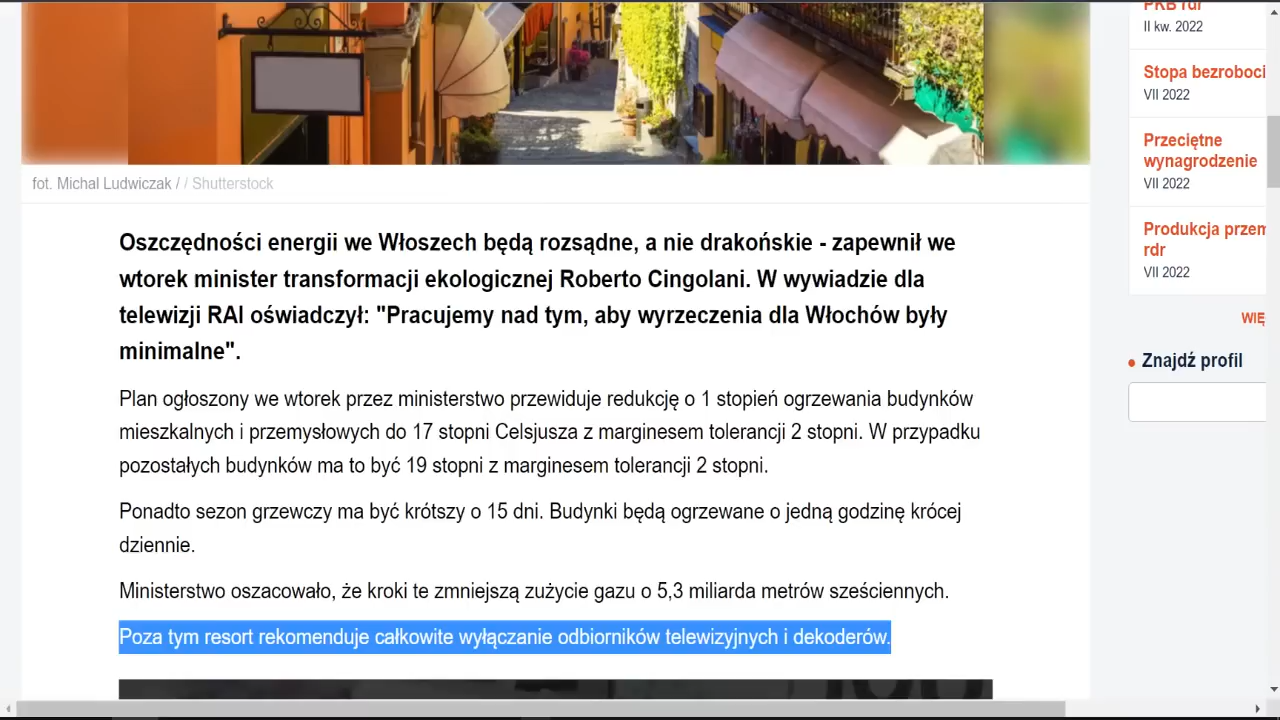 PKB rdr
II kw. 2022
Stopa bezroboci
VII 2022
Przeciętne
wynagrodzenie
VII 2022
Produkcja przem
rdr
VII 2022
WIĘ
Znajdź profil
fot. Michal Ludwiczak / / Shutterstock
Oszczędności energii we Włoszech będą rozsądne, a nie drakońskie - zapewnił we
wtorek minister transformacji ekologicznej Roberto Cingolani. W wywiadzie dla
telewizji RAI oświadczył: "Pracujemy nad tym, aby wyrzeczenia dla Włochów były
minimalne".
Plan ogłoszony we wtorek przez ministerstwo przewiduje redukcję o 1 stopień ogrzewania budynków
mieszkalnych i przemysłowych do 17 stopni Celsjusza z marginesem tolerancji 2 stopni. W przypadku
pozostałych budynków ma to być 19 stopni z marginesem tolerancji 2 stopni.
Ponadto sezon grzewczy ma być krótszy o 15 dni. Budynki będą ogrzewane o jedną godzinę krócej
dziennie.
Ministerstwo oszacowało, że kroki te zmniejszą zużycie gazu o 5,3 miliarda metrów sześciennych.
Poza tym resort rekomenduje całkowite wyłączanie odbiorników telewizyjnych i dekoderów.